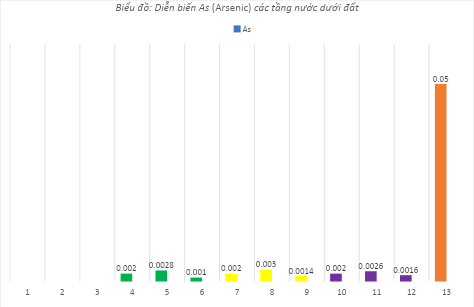 Biểu đồ: Diễn biến As (Arsenic) các tầng nước dưới đất
As
0.05
0.002 0.0028 0.001 0.002 0.003 0.0014 0.002 0.0026 0.0016
1 2 3 4 5 6 7 8 9 10 11 12 13